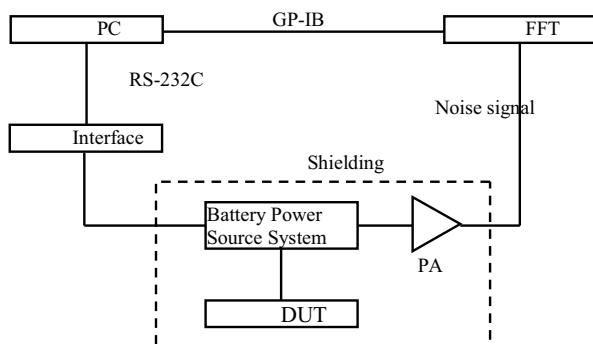 PC
GP-IB
FFT
RS-232C
Noise signal
Interface
Shielding
Battery Power
Source System
PA
DUT